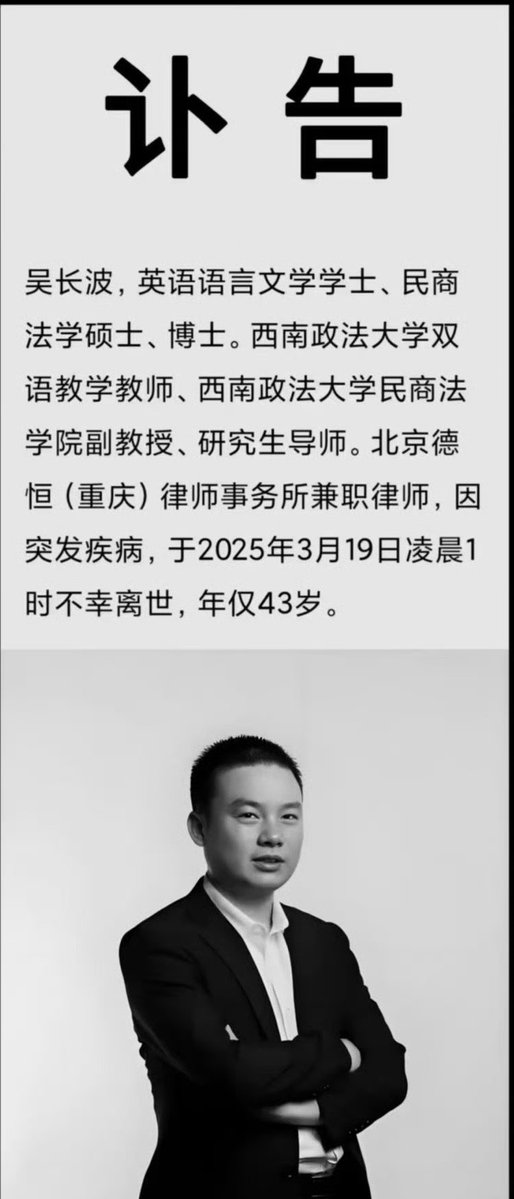 讣 告
吴长波，英语语言文学学士、民商
法学硕士、博士。西南政法大学双
语教学教师、西南政法大学民商法
学院副教授、研究生导师。北京德
恒（重庆）律师事务所兼职律师，因
突发疾病，于2025年3月19日凌晨1
时不幸离世，年仅43岁。